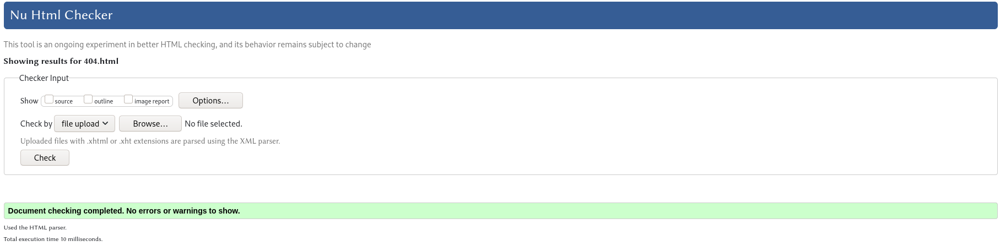 Nu Html Checker
This tool is an ongoing experiment in better HTML checking, and its behavior remains subject to change
Showing results for 404.html
Checker Input
Show source outline image report Options...
Check by file upload Browse... No file selected.
Uploaded files with .xhtml or .xht extensions are parsed using the XML parser.
Check
Document checking completed. No errors or warnings to show.
Used the HTML parser.
Total execution time 10 milliseconds.